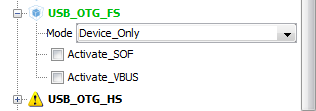 USB_OTG_FS
Mode Device_Only
Activate_SOF
Activate_VBUS
USB_OTG_HS